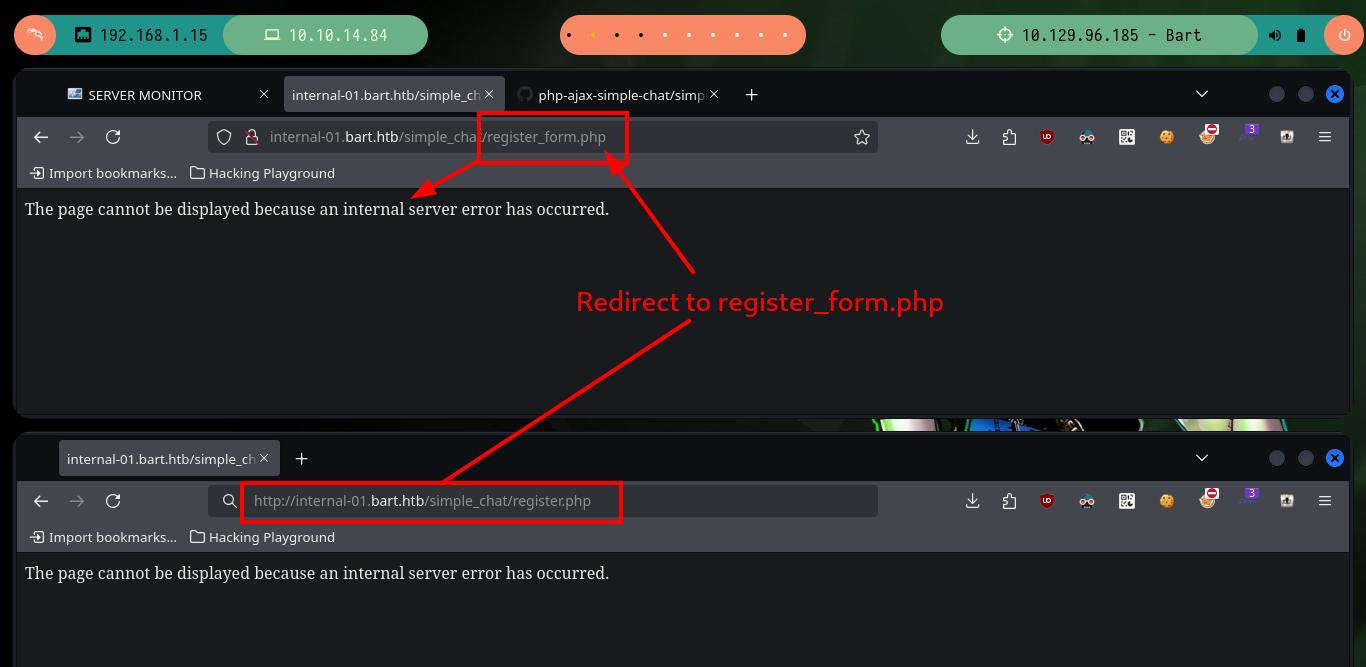 192.168.1.15 10.10.14.84 10.129.96.185 - Bart
SERVER MONITOR internal-01.bart.htb/simple_ch php-ajax-simple-chat/simp
internal-01.bart.htb/simple_chat/register_form.php 3
Import bookmarks... Hacking Playground
The page cannot be displayed because an internal server error has occurred.
Redirect to register_form.php
internal-01.bart.htb/simple_ch
http://internal-01.bart.htb/simple_chat/register.php 3
Import bookmarks... Hacking Playground
The page cannot be displayed because an internal server error has occurred.